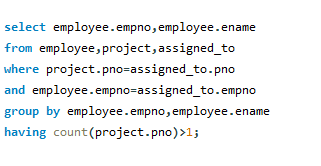 select employee.empno,employee.ename
from employee,project,assigned_to
where project.pno=assigned_to.pno
and employee.empno=assigned_to.empno
group by employee.empno,employee.ename
having count(project.pno)>1;